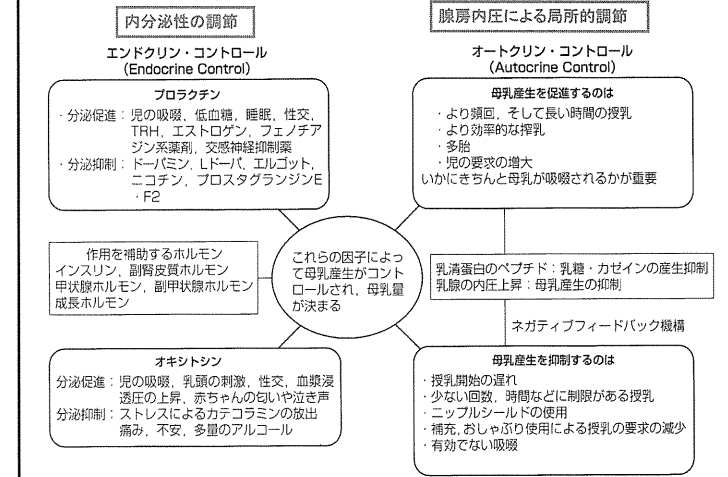 内分泌性の調節
エンドクリン・コントロール
(Endocrine Control)
プロラクチン
・分泌促進：児の吸啜，低血糖，睡眠，性交，
TRH，エストロゲン，フェノチア
ジン系薬剤，交感神経抑制薬
・分泌抑制：ドーパミン，Lドーパ，エルゴット，
ニコチン，プロスタグランジンE
・F2
作用を補助するホルモン
インスリン，副腎皮質ホルモン
甲状腺ホルモン，副甲状腺ホルモン
成長ホルモン
オキシトシン
分泌促進：児の吸啜，乳頭の刺激，性交，血漿浸
透圧の上昇，赤ちゃんの匂いや泣き声
分泌抑制：ストレスによるカテコラミンの放出
痛み，不安，多量のアルコール
これらの因子によっ
て母乳産生がコント
ロールされ，母乳量
が決まる
腺房内圧による局所的調節
オートクリン・コントロール
(Autocrine Control)
母乳産生を促進するのは
・より頻回，そして長い時間の授乳
・より効率的な搾乳
・多胎
・児の要求の増大
いかにきちんと母乳が吸啜されるかが重要
乳清蛋白のペプチド：乳糖・カゼインの産生抑制
乳腺の内圧上昇：母乳産生の抑制
ネガティブフィードバック機構
母乳産生を抑制するのは
・授乳開始の遅れ
・少ない回数，時間などに制限がある授乳
・ニップルシールドの使用
・補充，おしゃぶり使用による授乳の要求の減少
・有効でない吸啜